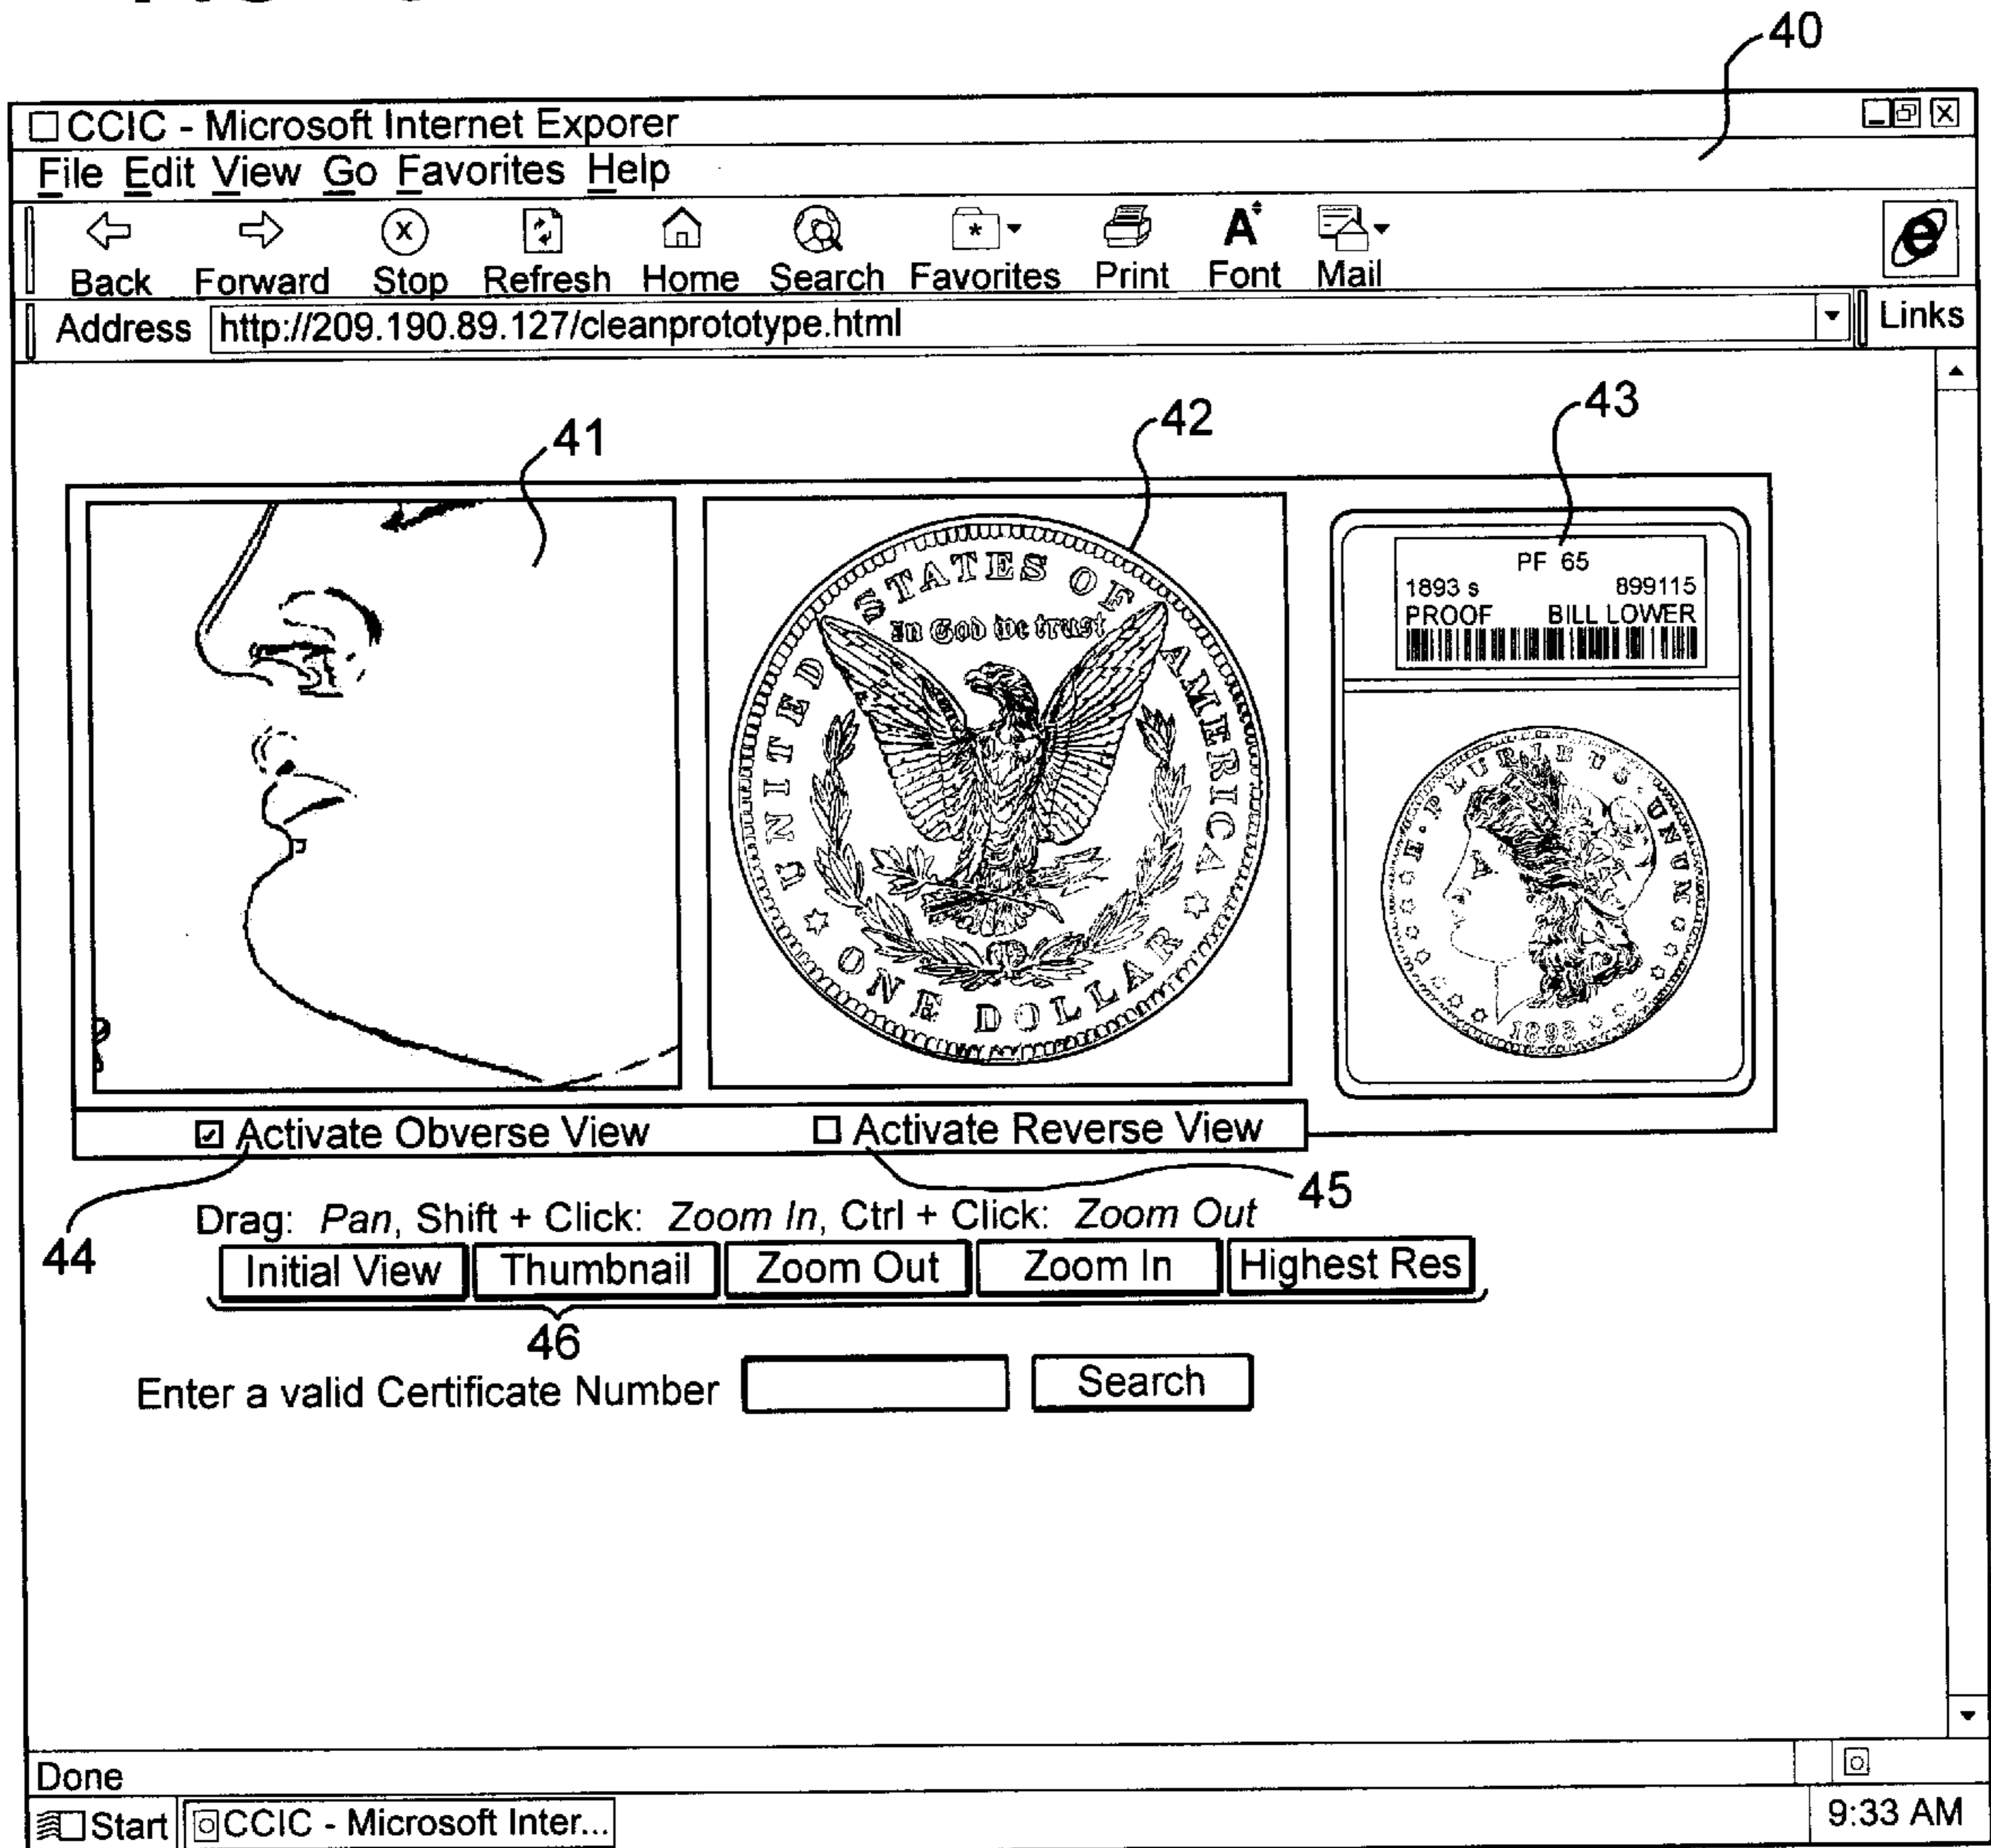 40
CCIC - Microsoft Internet Exporer
File Edit View Go Favorites Help
Back Forward Stop Refresh Home Search Favorites Print Font Mail
Address http://209.190.89.127/cleanprototype.html Links
41
42
43
UNITED STATES OF AMERICA
In God we trust
ONE DOLLAR
PF 65
1893 s 899115
PROOF BILL LOWER
E·PLURIBUS·UNUM
1893
Activate Obverse View Activate Reverse View
44
45
Drag: Pan, Shift + Click: Zoom In, Ctrl + Click: Zoom Out
Initial View Thumbnail Zoom Out Zoom In Highest Res
46
Enter a valid Certificate Number Search
Done
Start CCIC - Microsoft Inter... 9:33 AM